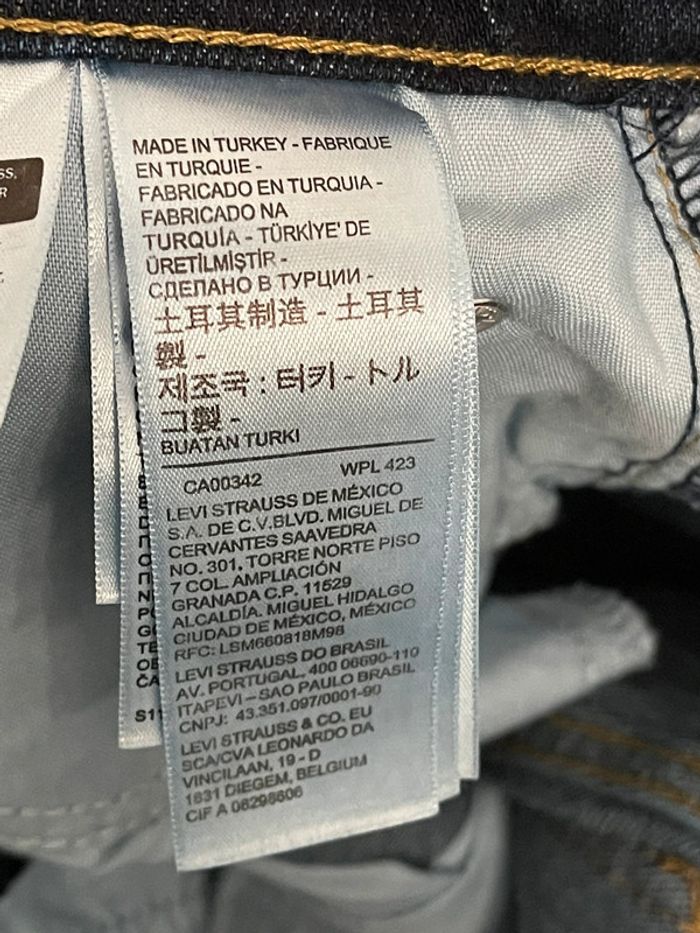 MADE IN TURKEY - FABRIQUE
EN TURQUIE -
FABRICADO EN TURQUIA -
FABRICADO NA
TURQUÍA - TÜRKİYE' DE
ÜRETİLMİŞTİR -
СДЕЛАНО В ТУРЦИИ -
土耳其制造 - 土耳其
製 -
제조국 : 터키 - トル
コ製 -
BUATAN TURKI
CA00342 WPL 423
LEVI STRAUSS DE MÉXICO
S.A. DE C.V.BLVD. MIGUEL DE
CERVANTES SAAVEDRA
NO. 301, TORRE NORTE PISO
7 COL. AMPLIACIÓN
GRANADA C.P. 11529
ALCALDÍA. MIGUEL HIDALGO
CIUDAD DE MÉXICO, MÉXICO
RFC: LSM660818M98
LEVI STRAUSS DO BRASIL
AV. PORTUGAL, 400 06690-110
ITAPEVI – SAO PAULO BRASIL
CNPJ: 43.351.097/0001-90
LEVI STRAUSS & CO. EU
SCA/CVA LEONARDO DA
VINCILAAN, 19 - D
1831 DIEGEM, BELGIUM
CIF A 08298606